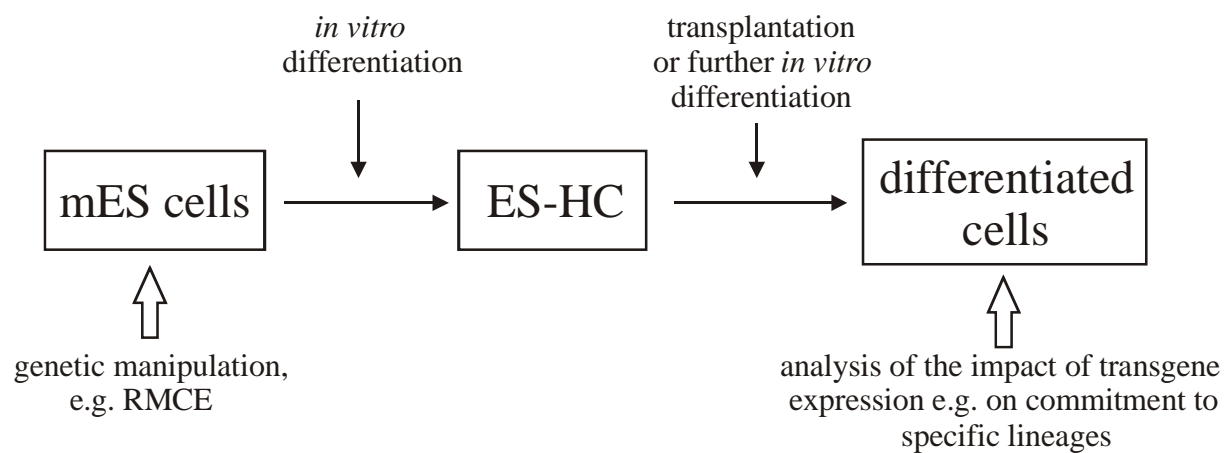 in vitro
differentiation
transplantation
or further in vitro
differentiation
mES cells
ES-HC
differentiated
cells
genetic manipulation,
e.g. RMCE
analysis of the impact of transgene
expression e.g. on commitment to
specific lineages